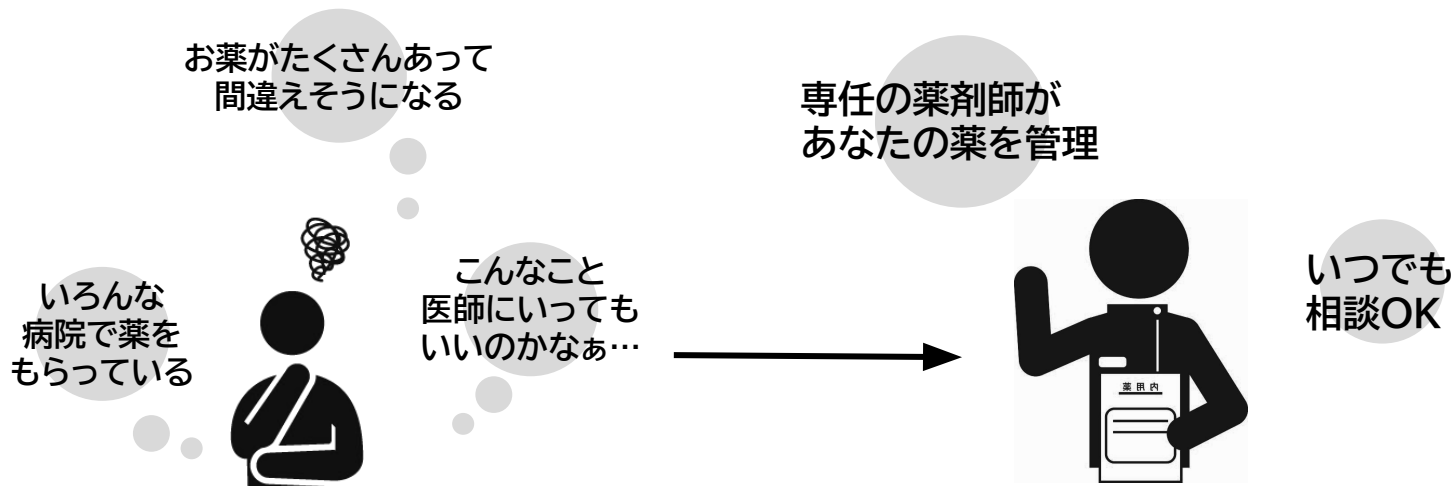 お薬がたくさんあって
間違えそうになる
いろんな
病院で薬を
もらっている
こんなこと
医師にいっても
いいのかなぁ…
専任の薬剤師が
あなたの薬を管理
いつでも
相談OK
薬用内